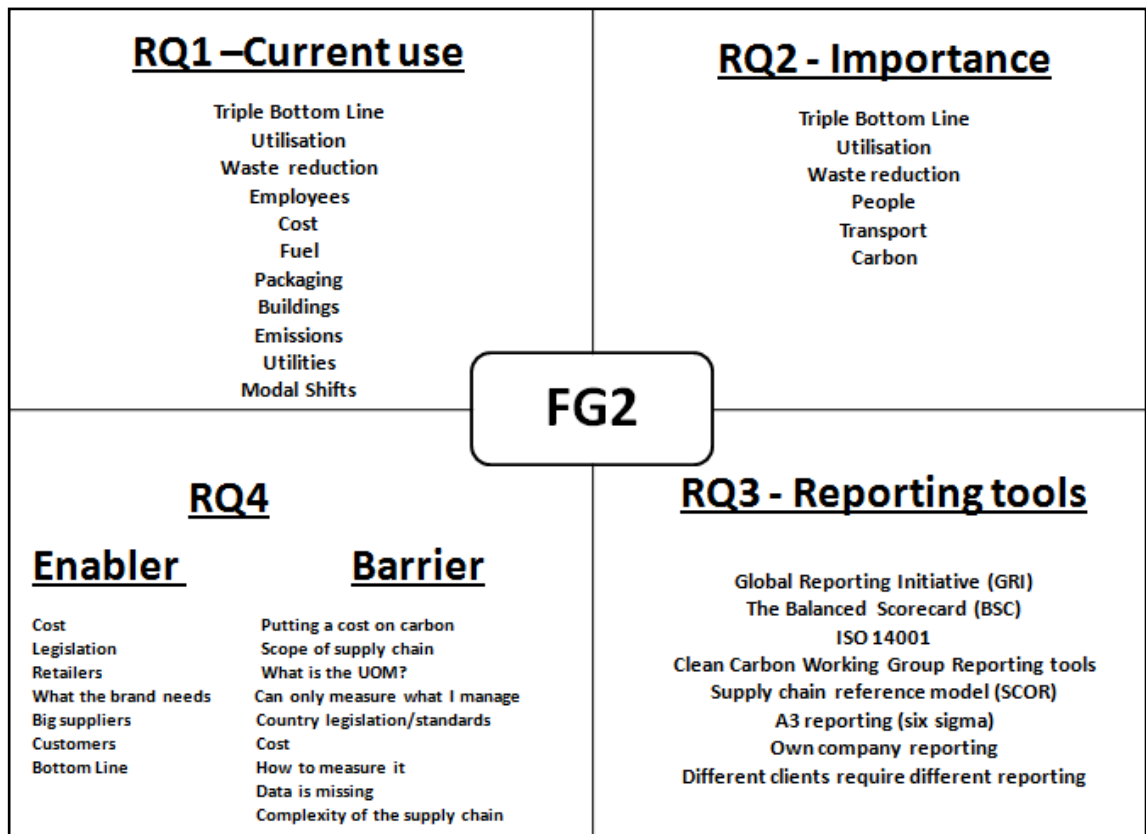 RQ1 –Current use
Triple Bottom Line
Utilisation
Waste reduction
Employees
Cost
Fuel
Packaging
Buildings
Emissions
Utilities
Modal Shifts
RQ2 - Importance
Triple Bottom Line
Utilisation
Waste reduction
People
Transport
Carbon
FG2
RQ4
Enabler
Cost
Legislation
Retailers
What the brand needs
Big suppliers
Customers
Bottom Line
Barrier
Putting a cost on carbon
Scope of supply chain
What is the UOM?
Can only measure what I manage
Country legislation/standards
Cost
How to measure it
Data is missing
Complexity of the supply chain
RQ3 - Reporting tools
Global Reporting Initiative (GRI)
The Balanced Scorecard (BSC)
ISO 14001
Clean Carbon Working Group Reporting tools
Supply chain reference model (SCOR)
A3 reporting (six sigma)
Own company reporting
Different clients require different reporting